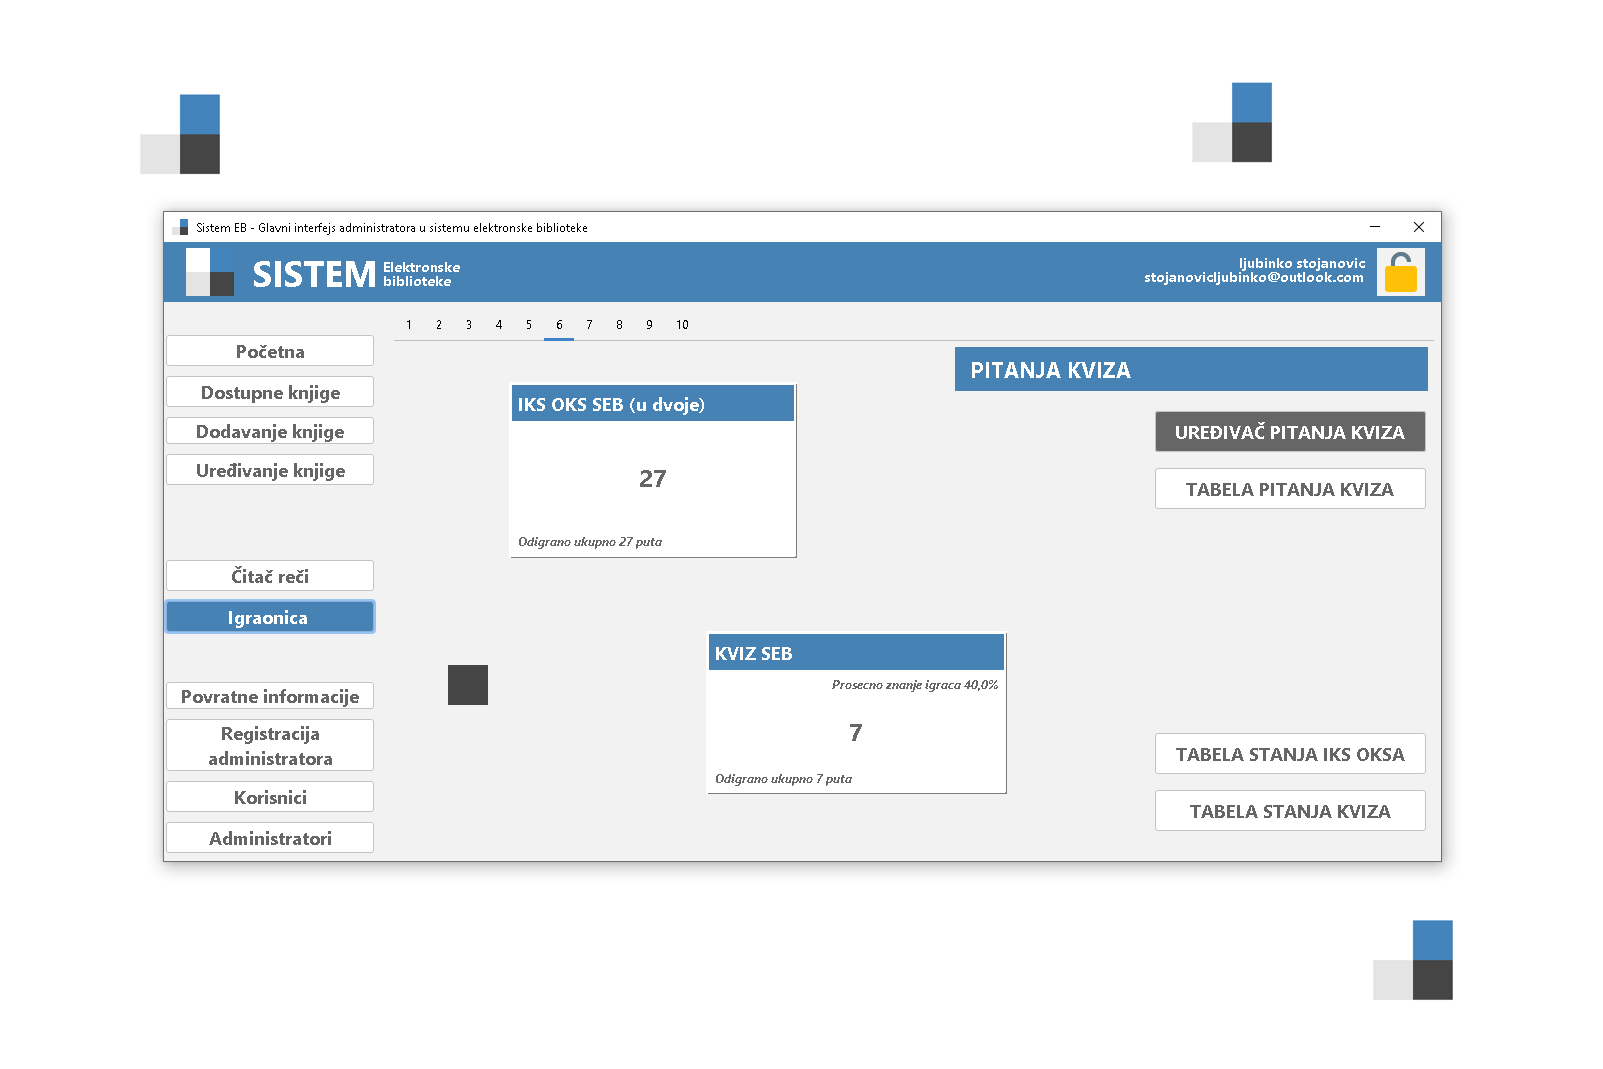 Sistem EB - Glavni interfejs administratora u sistemu elektronske biblioteke
SISTEM
Elektronske
biblioteke
ljubinko stojanovic
stojanovicljubinko@outlook.com
1 2 3 4 5 6 7 8 9 10
Početna
Dostupne knjige
Dodavanje knjige
Uređivanje knjige
Čitač reči
Igraonica
Povratne informacije
Registracija
administratora
Korisnici
Administratori
IKS OKS SEB (u dvoje)
27
Odigrano ukupno 27 puta
KVIZ SEB
Prosecno znanje igraca 40,0%
7
Odigrano ukupno 7 puta
PITANJA KVIZA
UREĐIVAČ PITANJA KVIZA
TABELA PITANJA KVIZA
TABELA STANJA IKS OKSA
TABELA STANJA KVIZA